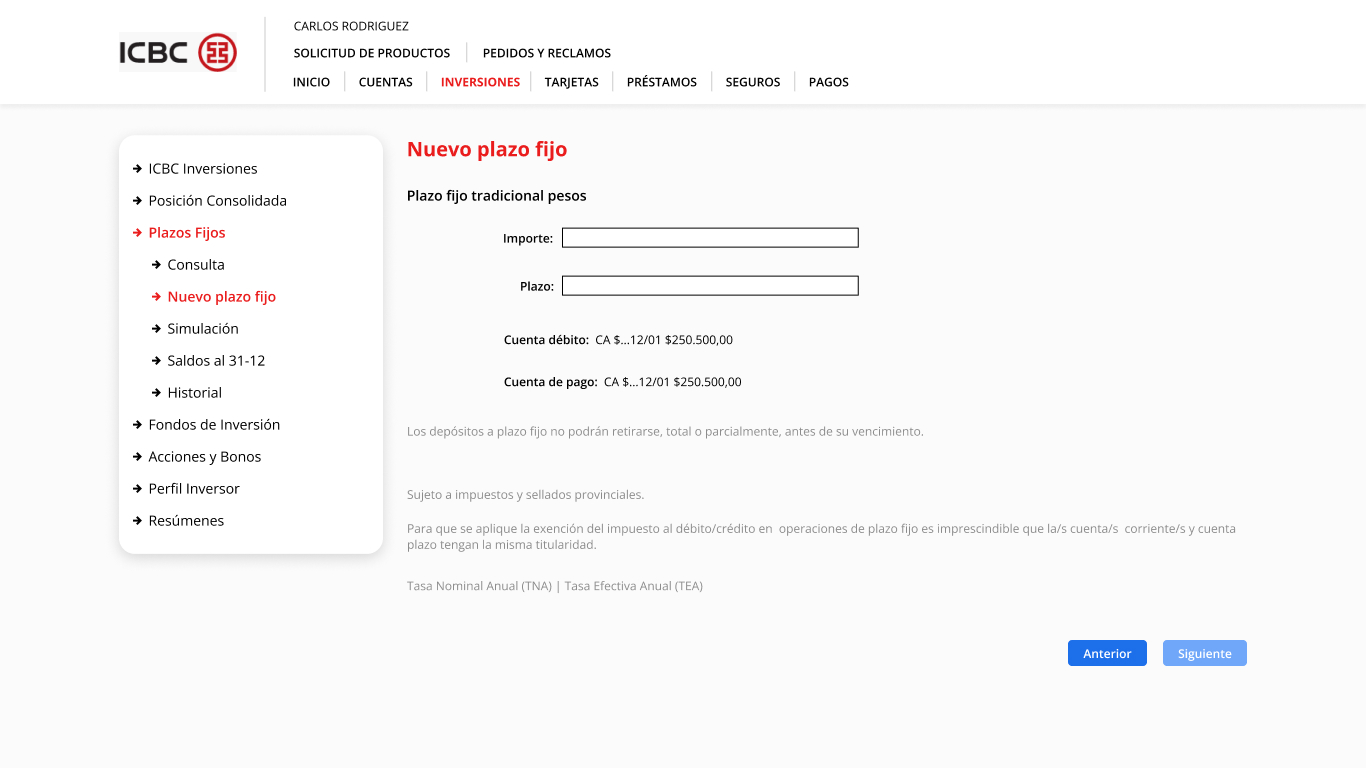 ICBC
CARLOS RODRIGUEZ
SOLICITUD DE PRODUCTOS PEDIDOS Y RECLAMOS
INICIO CUENTAS INVERSIONES TARJETAS PRÉSTAMOS SEGUROS PAGOS
ICBC Inversiones
Posición Consolidada
Plazos Fijos
Consulta
Nuevo plazo fijo
Simulación
Saldos al 31-12
Historial
Fondos de Inversión
Acciones y Bonos
Perfil Inversor
Resúmenes
Nuevo plazo fijo
Plazo fijo tradicional pesos
Importe:
Plazo:
Cuenta débito: CA $...12/01 $250.500,00
Cuenta de pago: CA $...12/01 $250.500,00
Los depósitos a plazo fijo no podrán retirarse, total o parcialmente, antes de su vencimiento.
Sujeto a impuestos y sellados provinciales.
Para que se aplique la exención del impuesto al débito/crédito en operaciones de plazo fijo es imprescindible que la/s cuenta/s corriente/s y cuenta
plazo tengan la misma titularidad.
Tasa Nominal Anual (TNA) | Tasa Efectiva Anual (TEA)
Anterior Siguiente